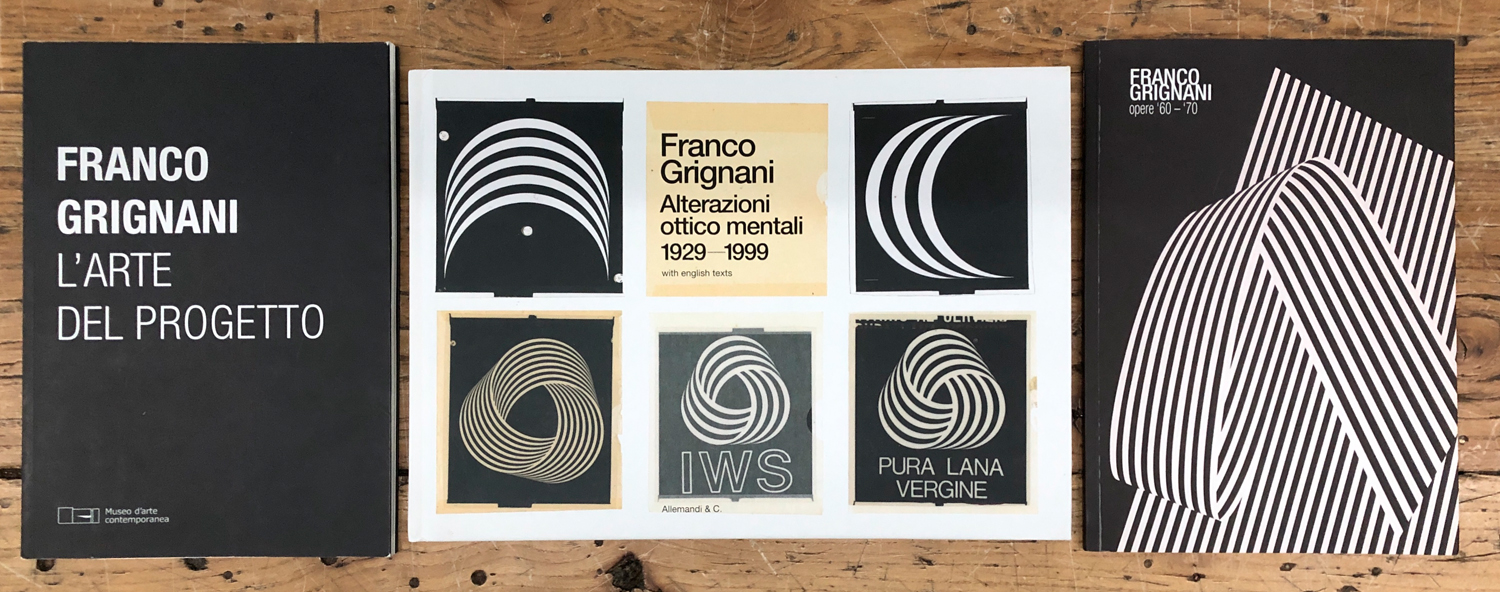 FRANCO
GRIGNANI
L'ARTE
DEL PROGETTO
Museo d'arte
contemporanea
Franco
Grignani
Alterazioni
ottico mentali
1929—1999
with english texts
IWS
Allemandi & C.
PURA LANA
VERGINE
FRANCO
GRIGNANI
opere '60 – '70